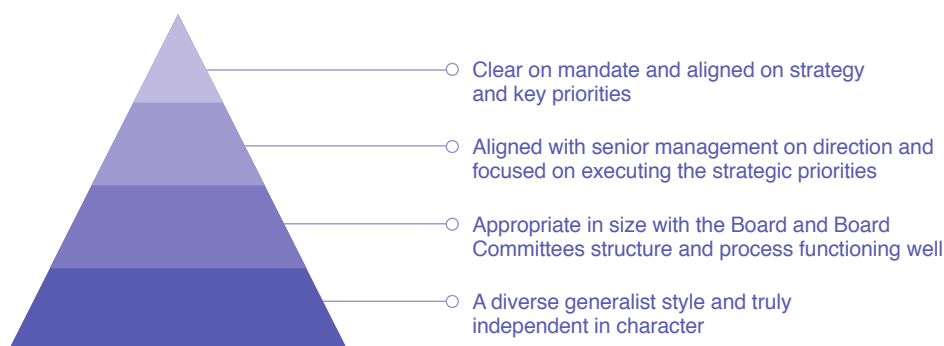 Clear on mandate and aligned on strategy
and key priorities
Aligned with senior management on direction and
focused on executing the strategic priorities
Appropriate in size with the Board and Board
Committees structure and process functioning well
A diverse generalist style and truly
independent in character